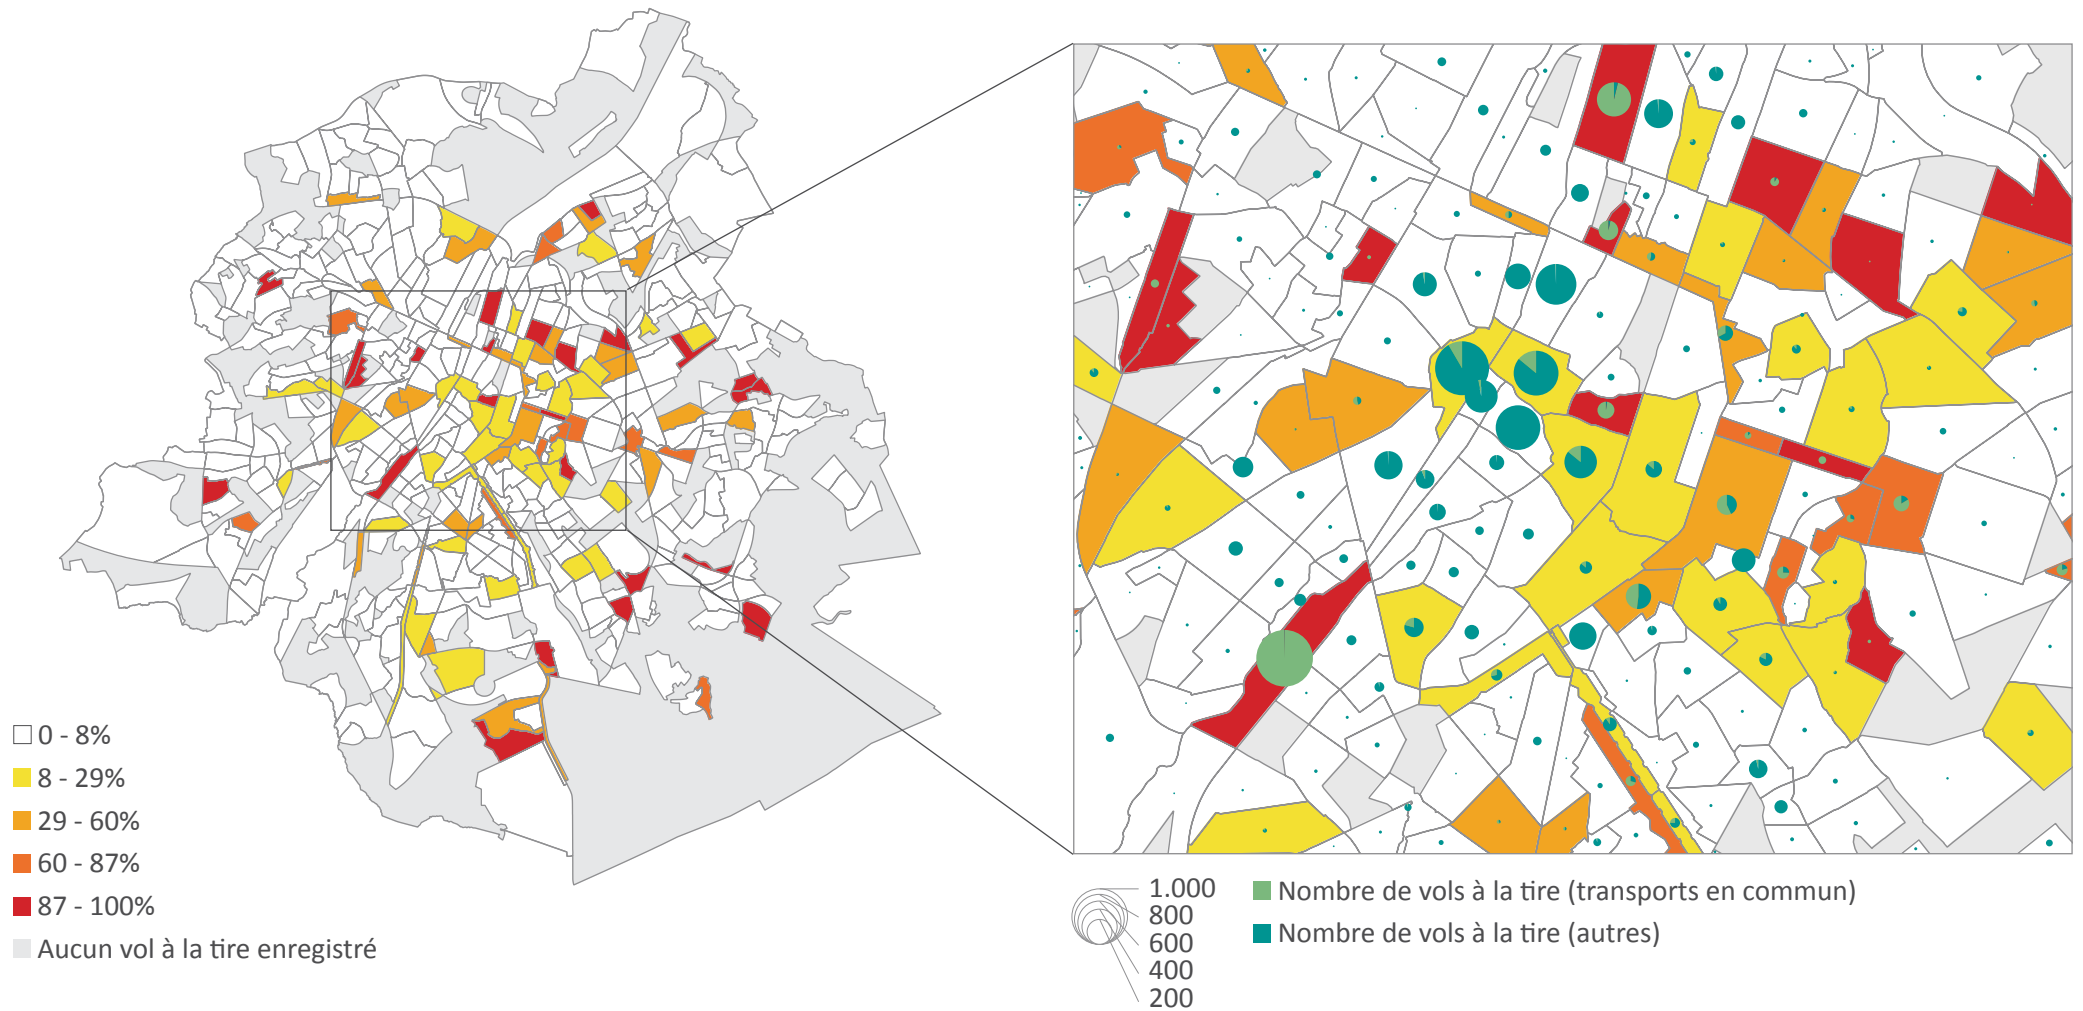 0 - 8%
8 - 29%
29 - 60%
60 - 87%
87 - 100%
Aucun vol à la tire enregistré
1.000
800
600
400
200
Nombre de vols à la tire (transports en commun)
Nombre de vols à la tire (autres)